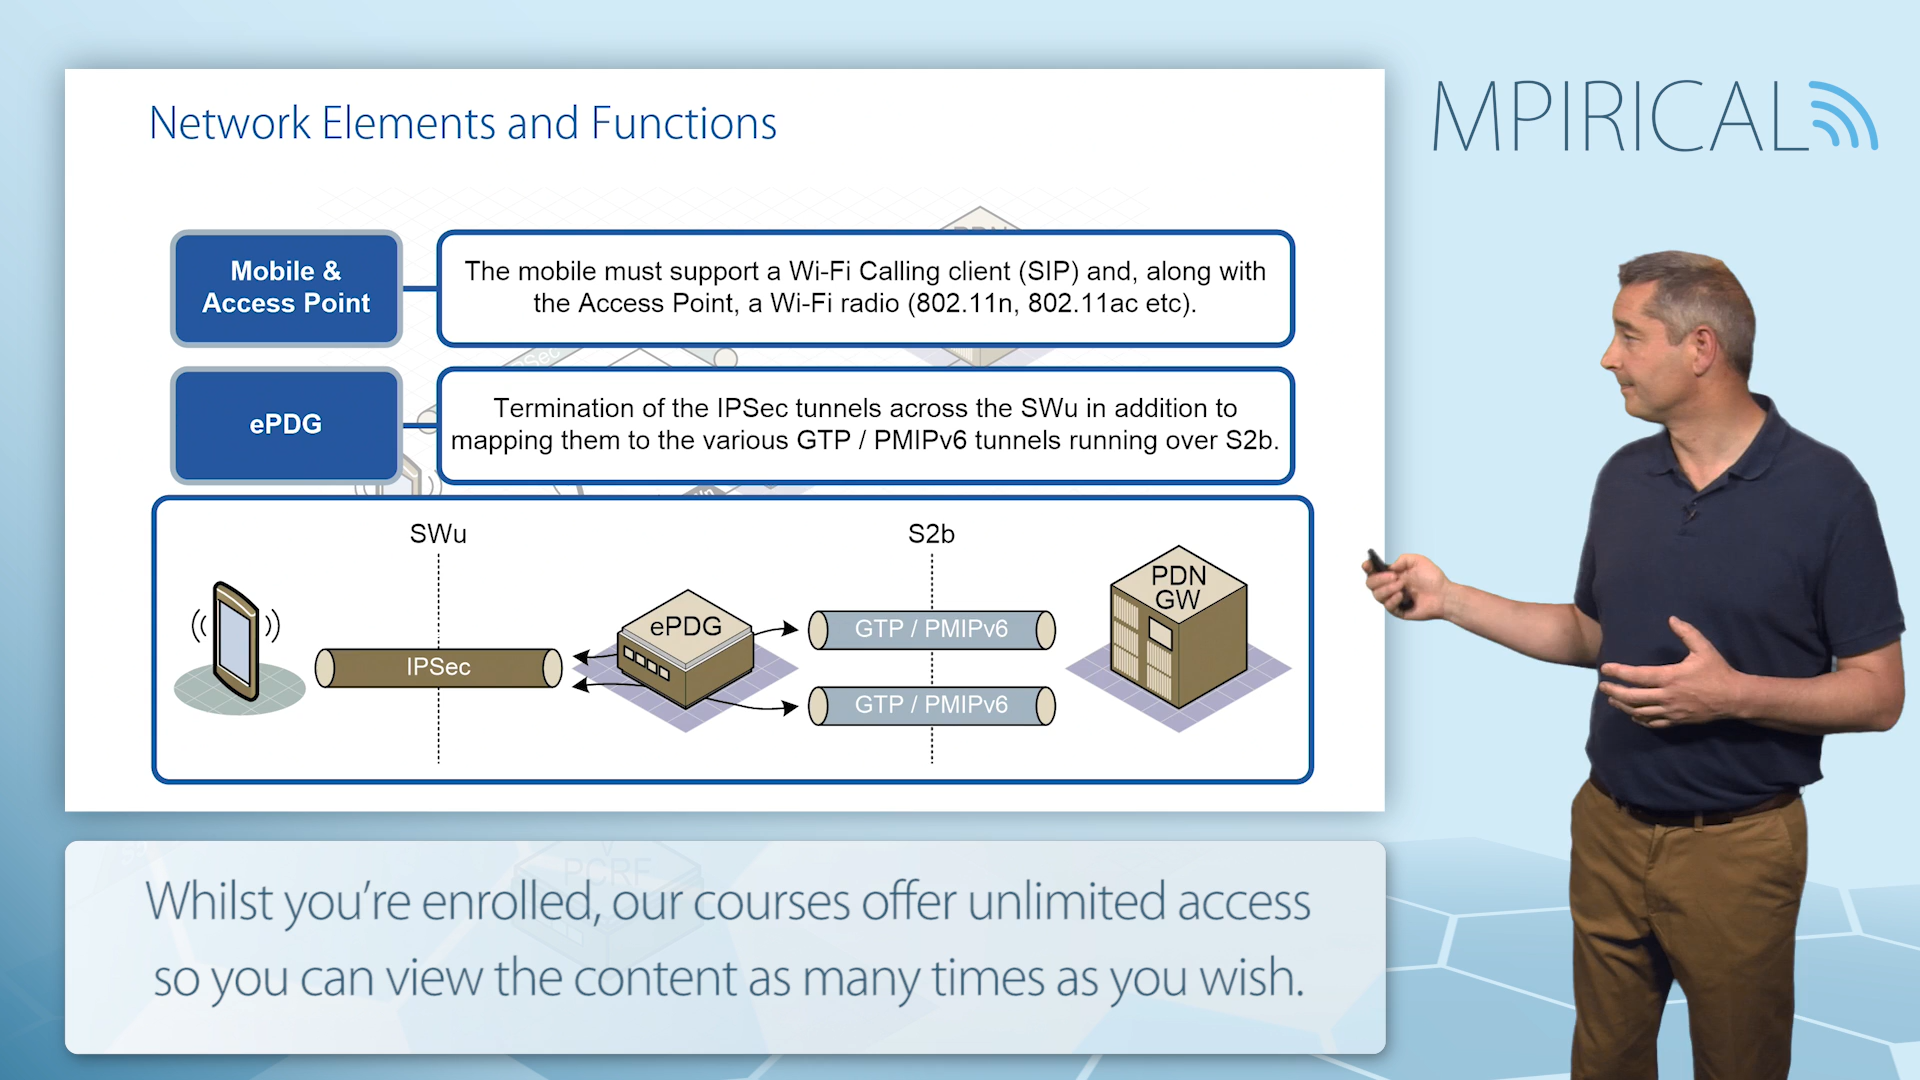 MPIRICAL
Network Elements and Functions
PDN
Mobile &
Access Point
The mobile must support a Wi-Fi Calling client (SIP) and, along with
the Access Point, a Wi-Fi radio (802.11n, 802.11ac etc).
IPSec
ePDG
Termination of the IPSec tunnels across the SWu in addition to
mapping them to the various GTP / PMIPv6 tunnels running over S2b.
SWu
S2b
PDN
GW
ePDG
GTP / PMIPv6
IPSec
GTP / PMIPv6
PCRF
Whilst you're enrolled, our courses offer unlimited access
so you can view the content as many times as you wish.